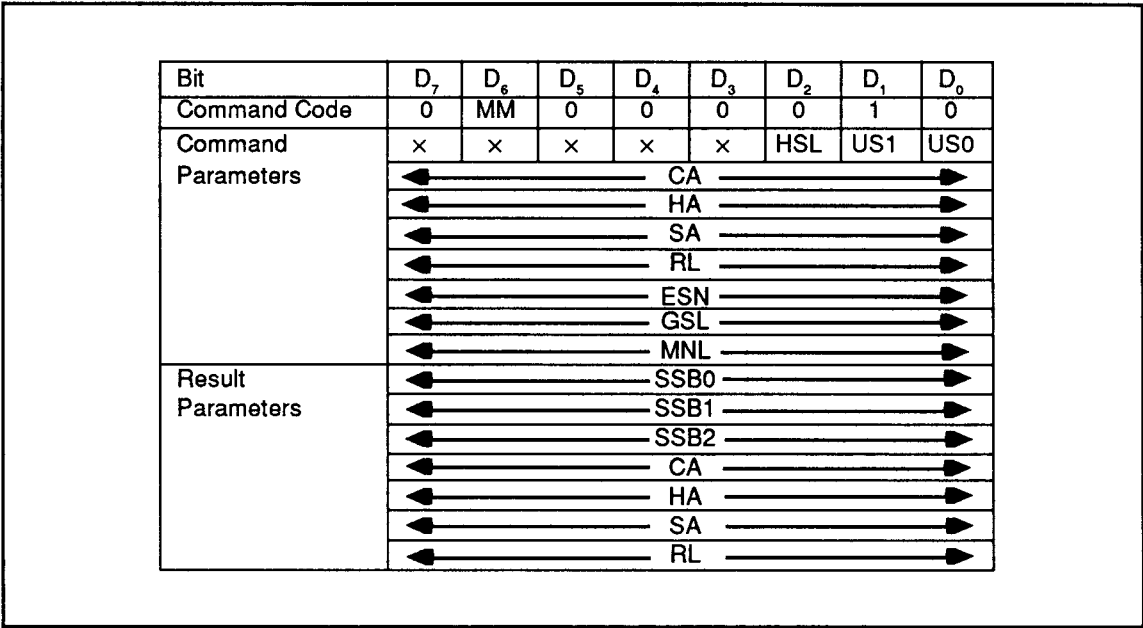 Bit D₇ D₆ D₅ D₄ D₃ D₂ D₁ D₀
Command Code 0 MM 0 0 0 0 1 0
Command × × × × × HSL US1 US0
Parameters CA
HA
SA
RL
ESN
GSL
MNL
Result SSB0
Parameters SSB1
SSB2
CA
HA
SA
RL